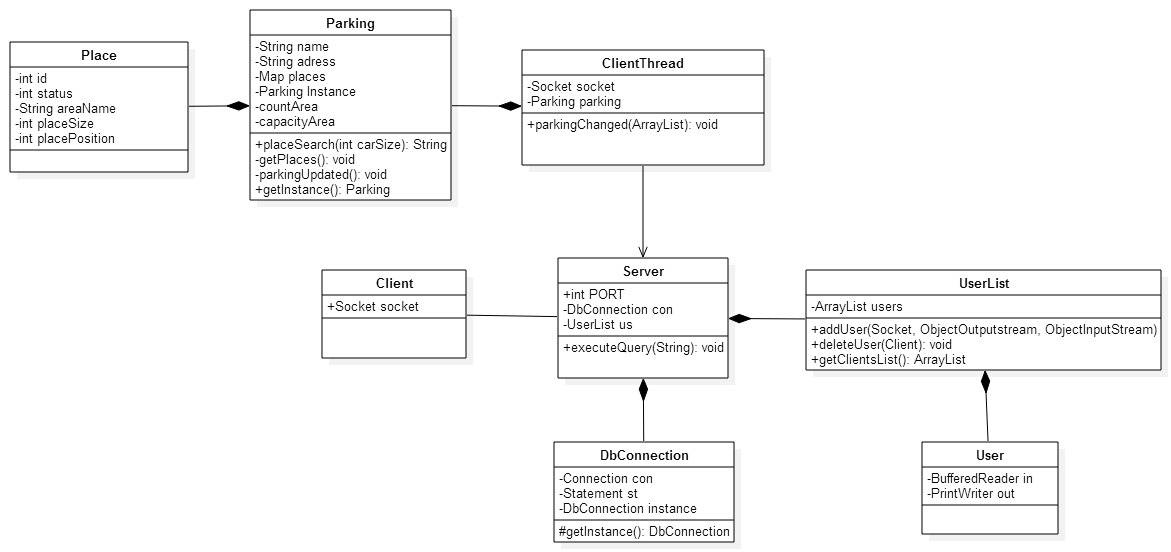 Place
-int id
-int status
-String areaName
-int placeSize
-int placePosition
Parking
-String name
-String adress
-Map places
-Parking Instance
-countArea
-capacityArea
+placeSearch(int carSize): String
-getPlaces(): void
-parkingUpdated(): void
+getInstance(): Parking
ClientThread
-Socket socket
-Parking parking
+parkingChanged(ArrayList): void
Client
+Socket socket
Server
+int PORT
-DbConnection con
-UserList us
+executeQuery(String): void
UserList
-ArrayList users
+addUser(Socket, ObjectOutputstream, ObjectInputStream)
+deleteUser(Client): void
+getClientsList(): ArrayList
DbConnection
-Connection con
-Statement st
-DbConnection instance
#getInstance(): DbConnection
User
-BufferedReader in
-PrintWriter out